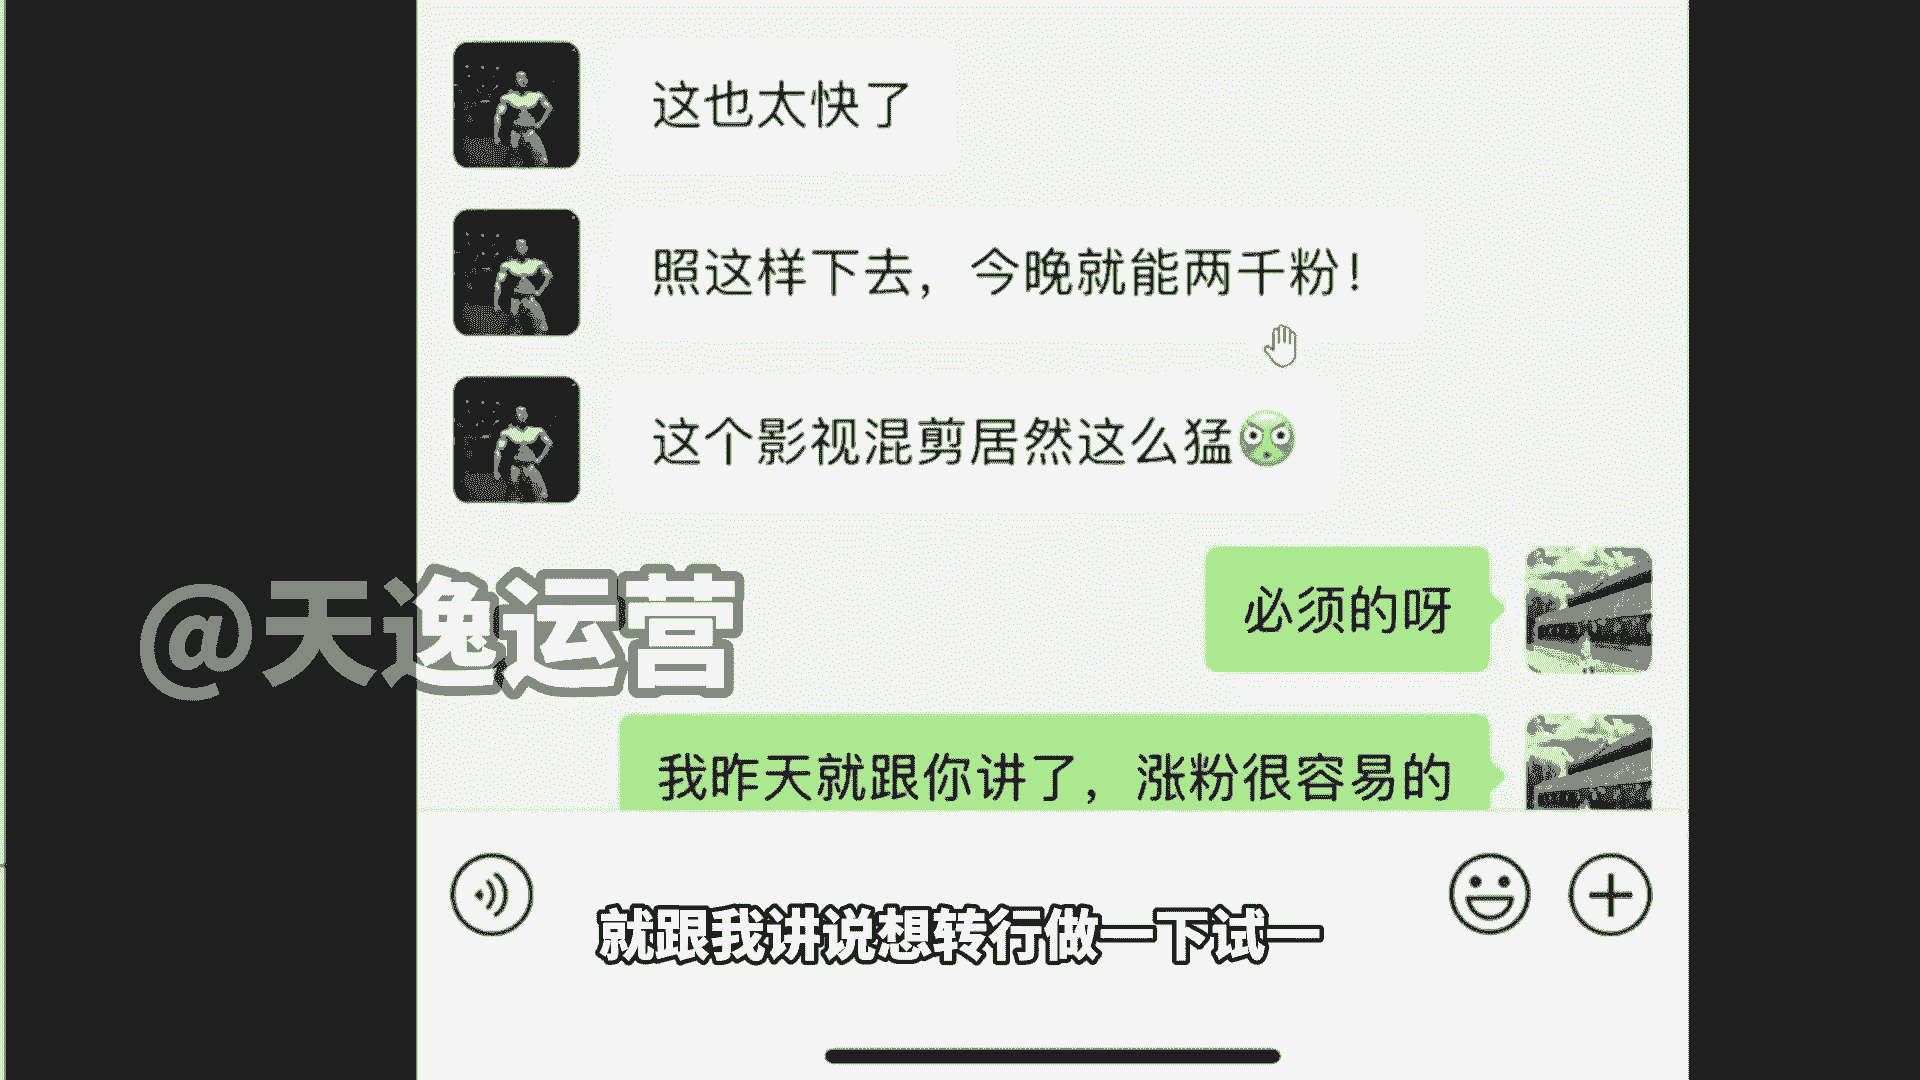 这也太快了
照这样下去，今晚就能两千粉！
这个影视混剪居然这么猛
必须的呀
@天逸运营
我昨天就跟你讲了，涨粉很容易的
就跟我讲说想转行做一下试一